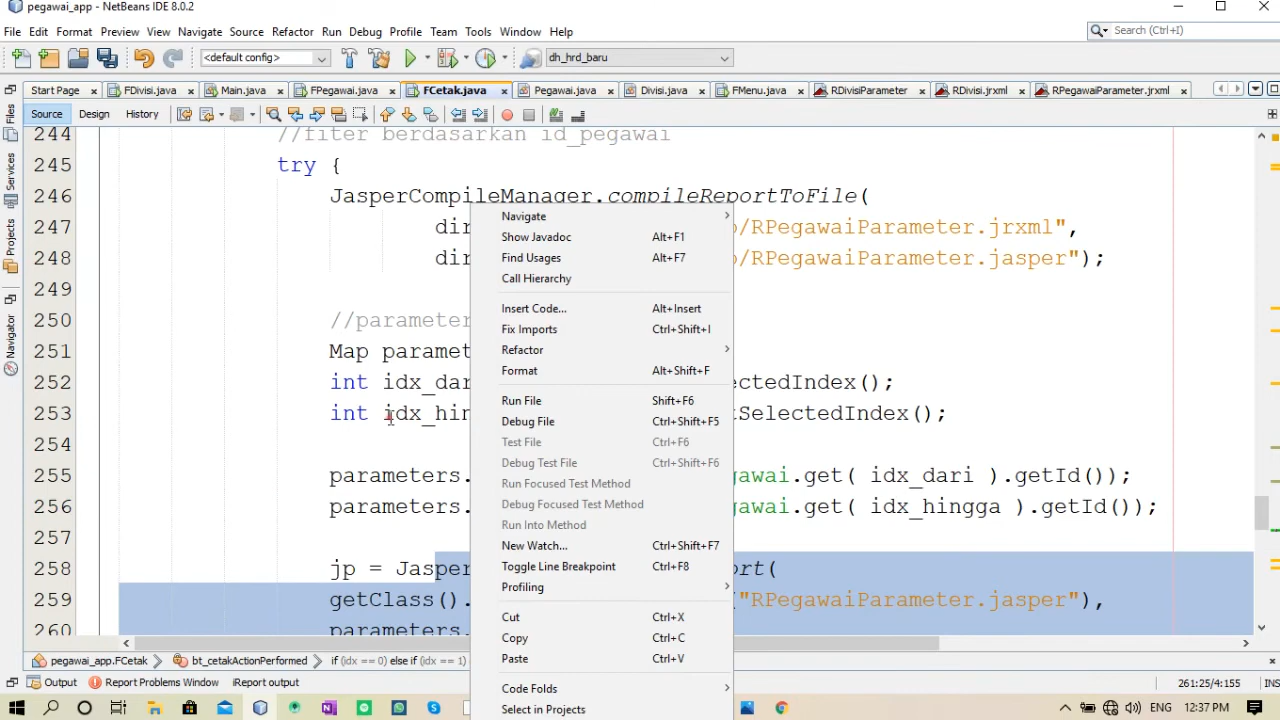 pegawai_app - NetBeans IDE 8.0.2
File Edit Format Preview View Navigate Source Refactor Run Debug Profile Team Tools Window Help
Search (Ctrl+I)
<default config>
dh_hrd_baru
Start Page FDivisi.java Main.java FPegawai.java FCetak.java Pegawai.java Divisi.java FMenu.java RDivisiParameter RDivisi.jrxml RPegawaiParameter.jrxml
Source Design History
244 //fiter berdasarkan id_pegawai
245 try {
246 JasperCompileManager.compileReportToFile(
247 dir /RPegawaiParameter.jrxml",
248 dir /RPegawaiParameter.jasper");
249
250 //parameter
251 Map paramet
252 int idx_dar ctedIndex();
253 int idx_hin SelectedIndex();
254
255 parameters. gawai.get( idx_dari ).getId());
256 parameters. gawai.get( idx_hingga ).getId());
257
258 jp = Jasper ort(
259 getClass(). ("RPegawaiParameter.jasper"),
260 parameters.
Navigate
Show Javadoc Alt+F1
Find Usages Alt+F7
Call Hierarchy
Insert Code... Alt+Insert
Fix Imports Ctrl+Shift+I
Refactor
Format Alt+Shift+F
Run File Shift+F6
Debug File Ctrl+Shift+F5
Test File Ctrl+F6
Debug Test File Ctrl+Shift+F6
Run Focused Test Method
Debug Focused Test Method
Run Into Method
New Watch... Ctrl+Shift+F7
Toggle Line Breakpoint Ctrl+F8
Profiling
Cut Ctrl+X
Copy Ctrl+C
Paste Ctrl+V
Code Folds
Select in Projects
Files
Services
Projects
Navigator
pegawai_app.FCetak bt_cetakActionPerformed if (idx == 0) else if (idx == 1)
Output Report Problems Window iReport output
261:25/4:155 INS
ENG 12:37 PM